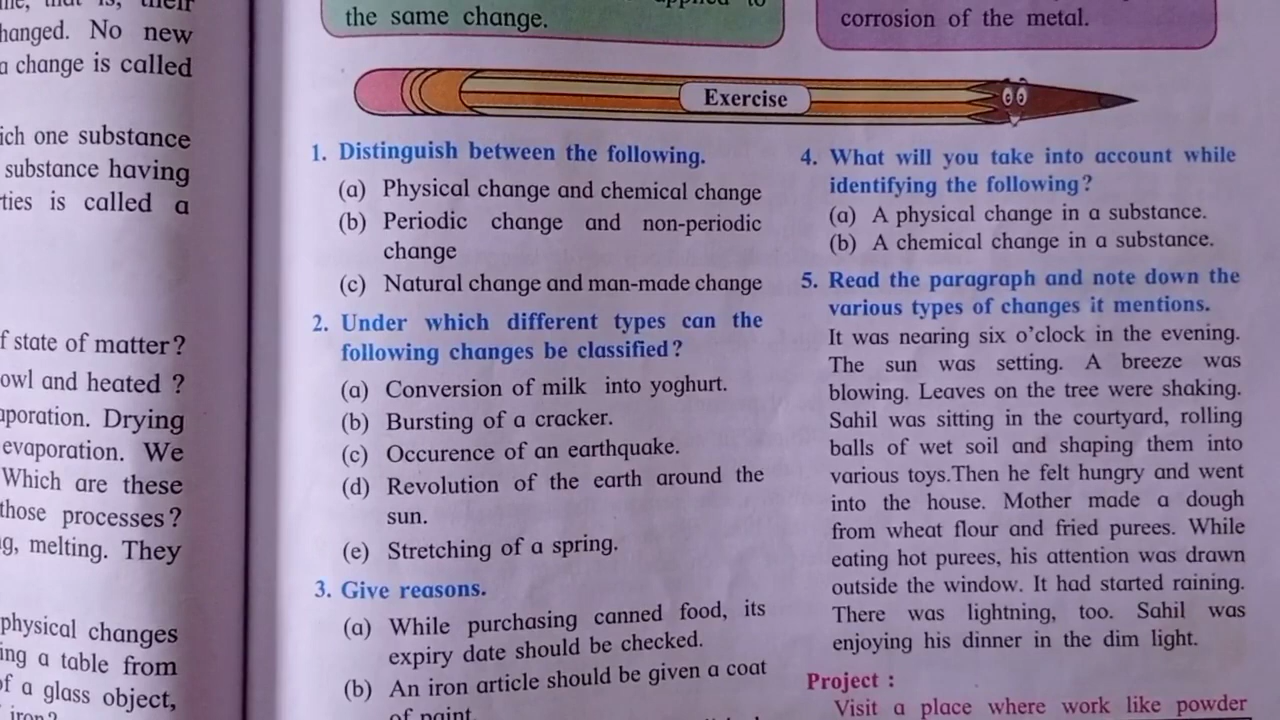 hanged. No new
a change is called
ich one substance
substance having
ties is called a
f state of matter?
owl and heated ?
aporation. Drying
evaporation. We
Which are these
those processes?
g, melting. They
physical changes
ing a table from
of a glass object,
iron?
the same change.
corrosion of the metal.
Exercise
1. Distinguish between the following.
(a) Physical change and chemical change
(b) Periodic change and non-periodic
change
(c) Natural change and man-made change
2. Under which different types can the
following changes be classified?
(a) Conversion of milk into yoghurt.
(b) Bursting of a cracker.
(c) Occurence of an earthquake.
(d) Revolution of the earth around the
sun.
(e) Stretching of a spring.
3. Give reasons.
(a) While purchasing canned food, its
expiry date should be checked.
(b) An iron article should be given a coat
of paint.
4. What will you take into account while
identifying the following?
(a) A physical change in a substance.
(b) A chemical change in a substance.
5. Read the paragraph and note down the
various types of changes it mentions.
It was nearing six o'clock in the evening.
The sun was setting. A breeze was
blowing. Leaves on the tree were shaking.
Sahil was sitting in the courtyard, rolling
balls of wet soil and shaping them into
various toys.Then he felt hungry and went
into the house. Mother made a dough
from wheat flour and fried purees. While
eating hot purees, his attention was drawn
outside the window. It had started raining.
There was lightning, too. Sahil was
enjoying his dinner in the dim light.
Project :
Visit a place where work like powder